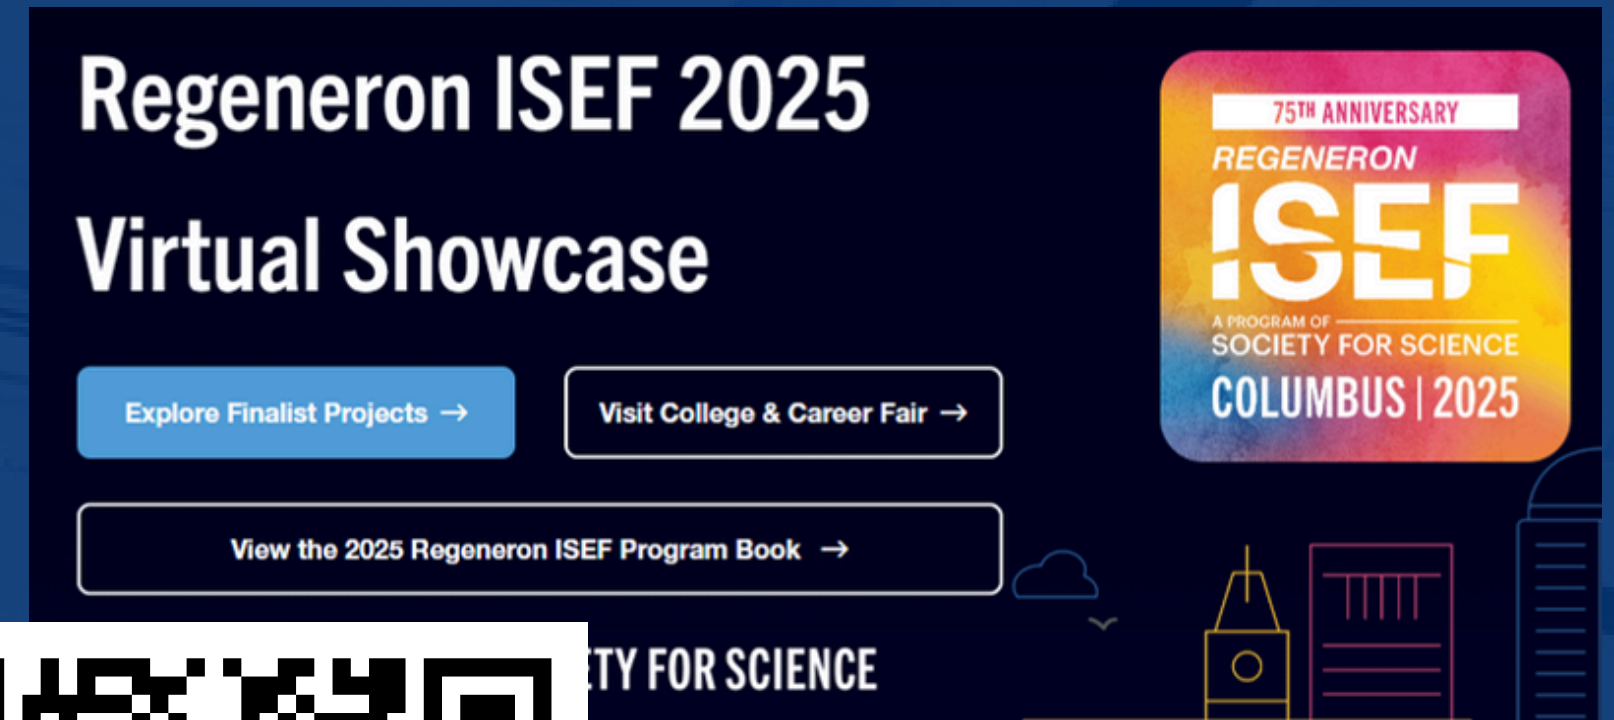 Regeneron ISEF 2025
Virtual Showcase
Explore Finalist Projects →
Visit College & Career Fair →
View the 2025 Regeneron ISEF Program Book →
FOR SCIENCE
75TH ANNIVERSARY
REGENERON
ISEF
A PROGRAM OF
SOCIETY FOR SCIENCE
COLUMBUS | 2025